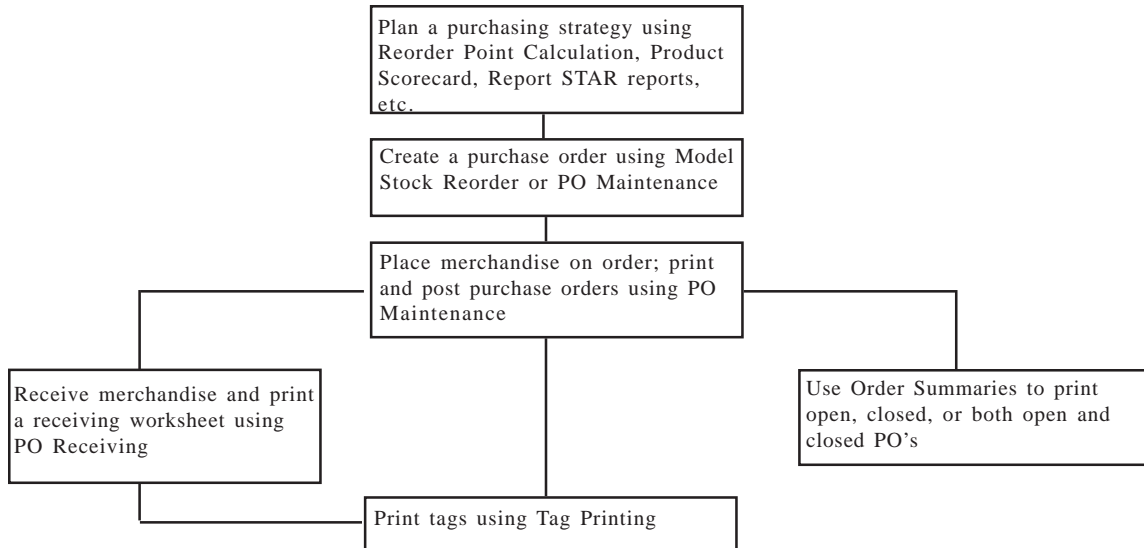 Plan a purchasing strategy using
Reorder Point Calculation, Product
Scorecard, Report STAR reports,
etc.
Create a purchase order using Model
Stock Reorder or PO Maintenance
Place merchandise on order; print
and post purchase orders using PO
Maintenance
Receive merchandise and print
a receiving worksheet using
PO Receiving
Use Order Summaries to print
open, closed, or both open and
closed PO's
Print tags using Tag Printing